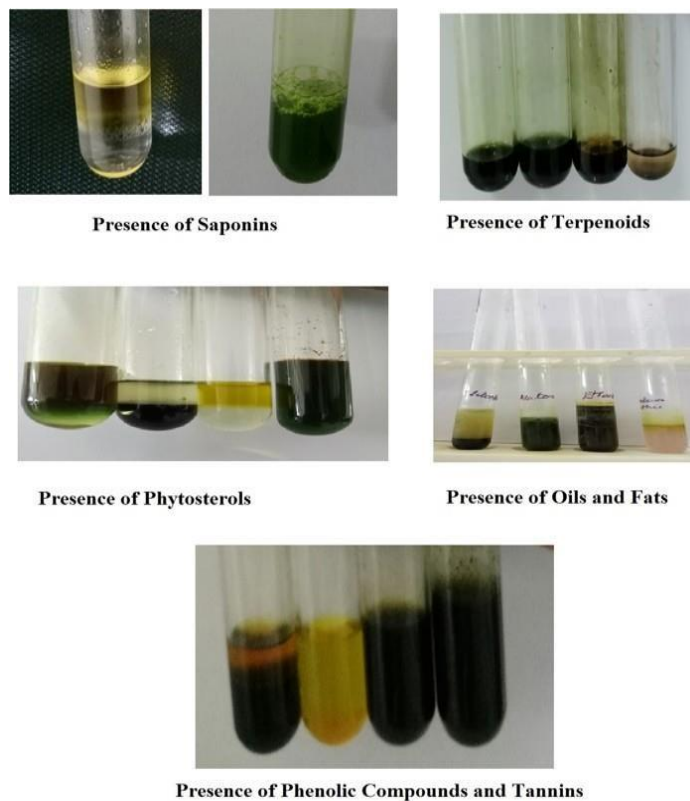 Presence of Saponins
Presence of Terpenoids
Presence of Phytosterols
Presence of Oils and Fats
Presence of Phenolic Compounds and Tannins